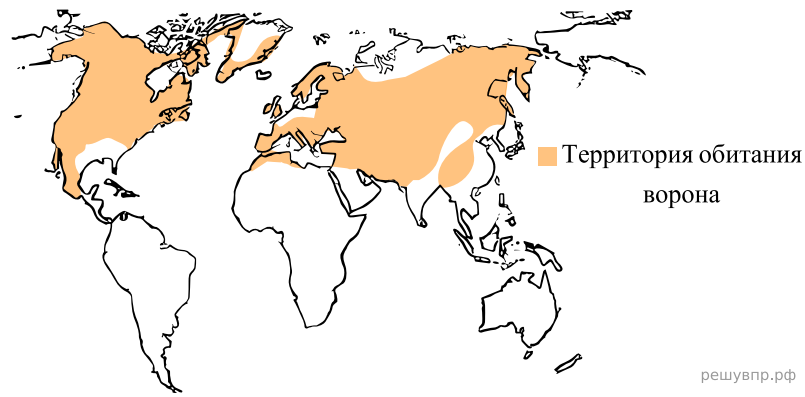 Территория обитания
ворона
решувпр.рф